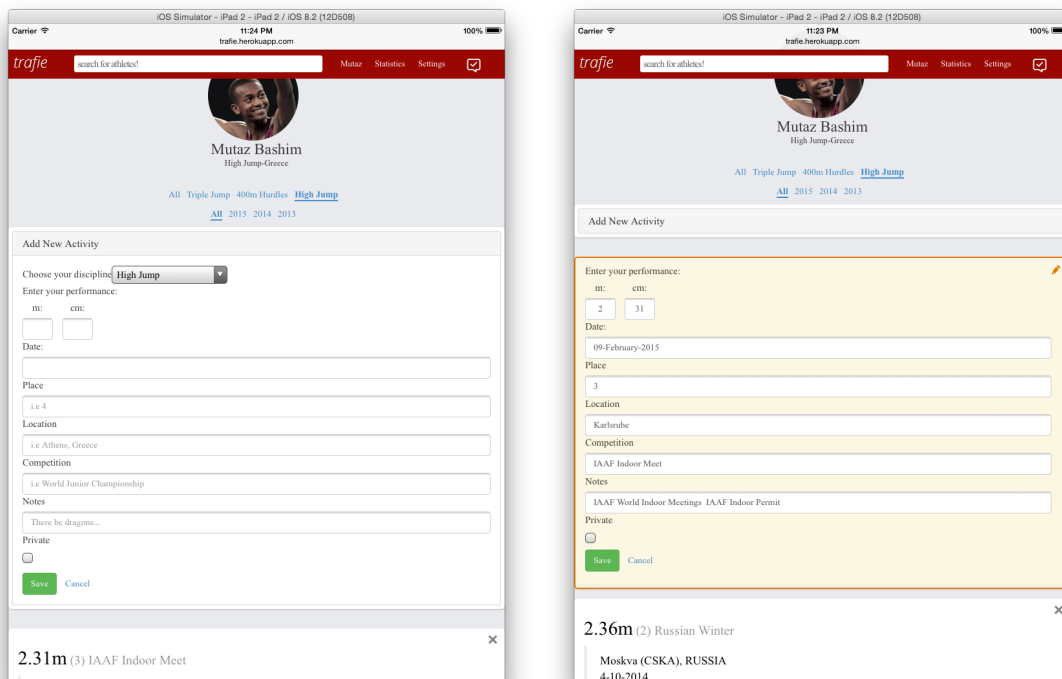 iOS Simulator - iPad 2 - iPad 2 / iOS 8.2 (12D508)
Carrier 11:24 PM 100%
trafie.herokuapp.com
trafie search for athletes! Mutaz Statistics Settings
Mutaz Bashim
High Jump-Greece
All Triple Jump 400m Hurdles High Jump
All 2015 2014 2013
Add New Activity
Choose your discipline High Jump
Enter your performance:
m: cm:
Date:
Place
i.e 4
Location
i.e Athens, Greece
Competition
i.e World Junior Championship
Notes
There be dragons...
Private
Save Cancel
2.31m (3) IAAF Indoor Meet
iOS Simulator - iPad 2 - iPad 2 / iOS 8.2 (12D508)
Carrier 11:23 PM 100%
trafie.herokuapp.com
trafie search for athletes! Mutaz Statistics Settings
Mutaz Bashim
High Jump-Greece
All Triple Jump 400m Hurdles High Jump
All 2015 2014 2013
Add New Activity
Enter your performance:
m: cm:
2 31
Date:
09-February-2015
Place
3
Location
Karlsruhe
Competition
IAAF Indoor Meet
Notes
IAAF World Indoor Meetings IAAF Indoor Permit
Private
Save Cancel
2.36m (2) Russian Winter
Moskva (CSKA), RUSSIA
4-10-2014